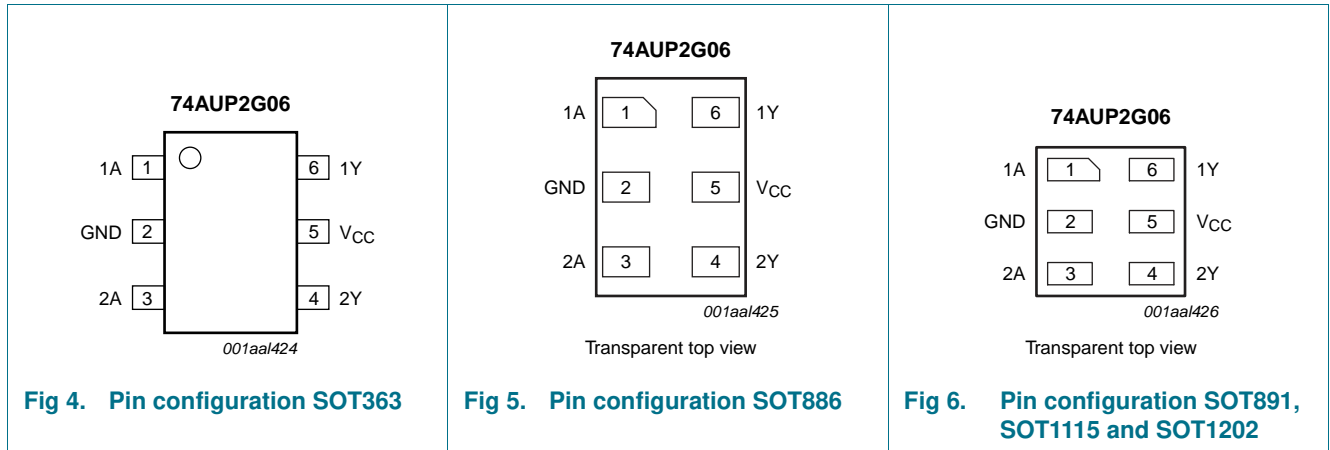 74AUP2G06
1A 1 6 1Y
GND 2 5 VCC
2A 3 4 2Y
001aal424
Fig 4. Pin configuration SOT363
74AUP2G06
1A 1 6 1Y
GND 2 5 VCC
2A 3 4 2Y
001aal425
Transparent top view
Fig 5. Pin configuration SOT886
74AUP2G06
1A 1 6 1Y
GND 2 5 VCC
2A 3 4 2Y
001aal426
Transparent top view
Fig 6. Pin configuration SOT891,
SOT1115 and SOT1202